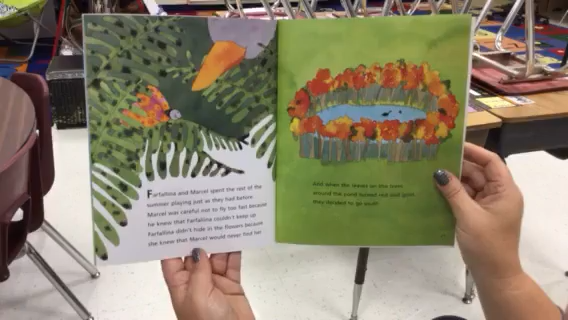 Farfallina and Marcel spent the rest of the
summer playing just as they had before.
Marcel was careful not to fly too fast because
he knew that Farfallina couldn't keep up.
Farfallina didn't hide in the flowers because
she knew that Marcel would never find her.
And when the leaves on the trees
around the pond turned red and gold,
they decided to go south